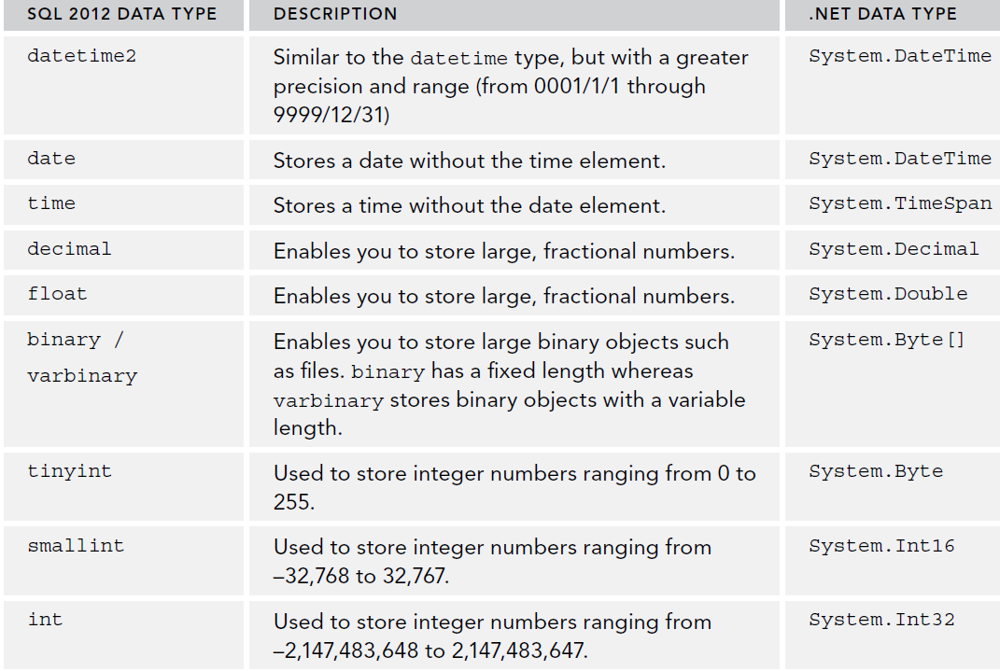 SQL 2012 DATA TYPE DESCRIPTION .NET DATA TYPE
datetime2 Similar to the datetime type, but with a greater System.DateTime
precision and range (from 0001/1/1 through
9999/12/31)
date Stores a date without the time element. System.DateTime
time Stores a time without the date element. System.TimeSpan
decimal Enables you to store large, fractional numbers. System.Decimal
float Enables you to store large, fractional numbers. System.Double
binary / Enables you to store large binary objects such System.Byte[]
as files. binary has a fixed length whereas
varbinary varbinary stores binary objects with a variable
length.
tinyint Used to store integer numbers ranging from 0 to System.Byte
255.
smallint Used to store integer numbers ranging from System.Int16
–32,768 to 32,767.
int Used to store integer numbers ranging from System.Int32
–2,147,483,648 to 2,147,483,647.